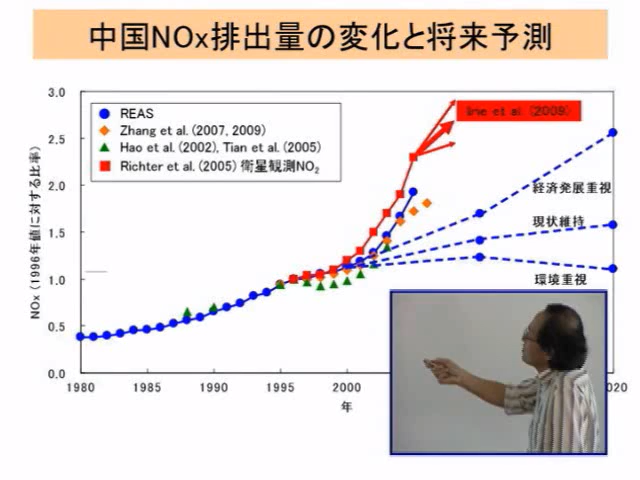 中国NOx排出量の変化と将来予測
3.0
2.5
2.0
1.5
1.0
0.5
0.0
NOx (1996年値に対する比率)
REAS
Zhang et al. (2007, 2009)
Hao et al. (2002), Tian et al. (2005)
Richter et al. (2005) 衛星観測NO₂
et al. (2009)
経済発展重視
現状維持
環境重視
1980
1985
1990
1995
2000
020
年